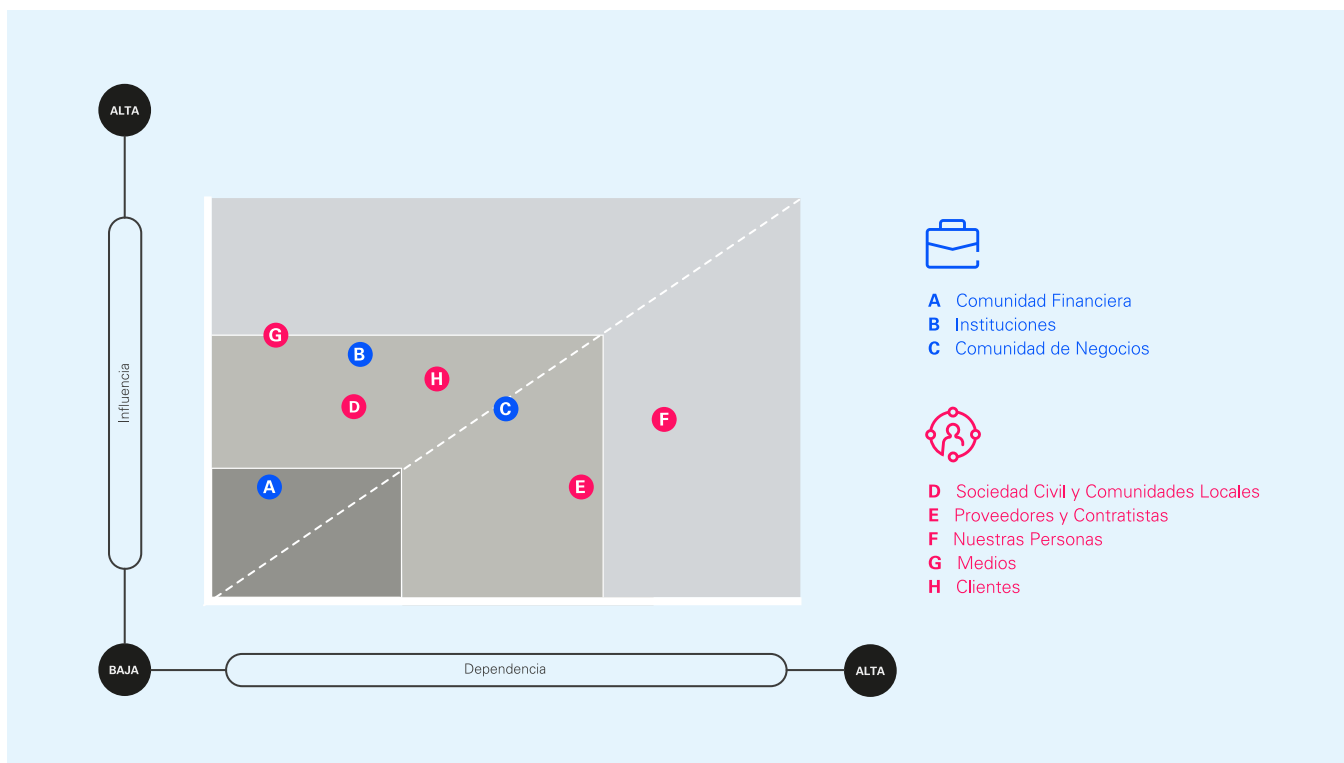 ALTA
Influencia
BAJA
Dependencia
ALTA
G
B
H
D
C
F
A
E
A Comunidad Financiera
B Instituciones
C Comunidad de Negocios
D Sociedad Civil y Comunidades Locales
E Proveedores y Contratistas
F Nuestras Personas
G Medios
H Clientes